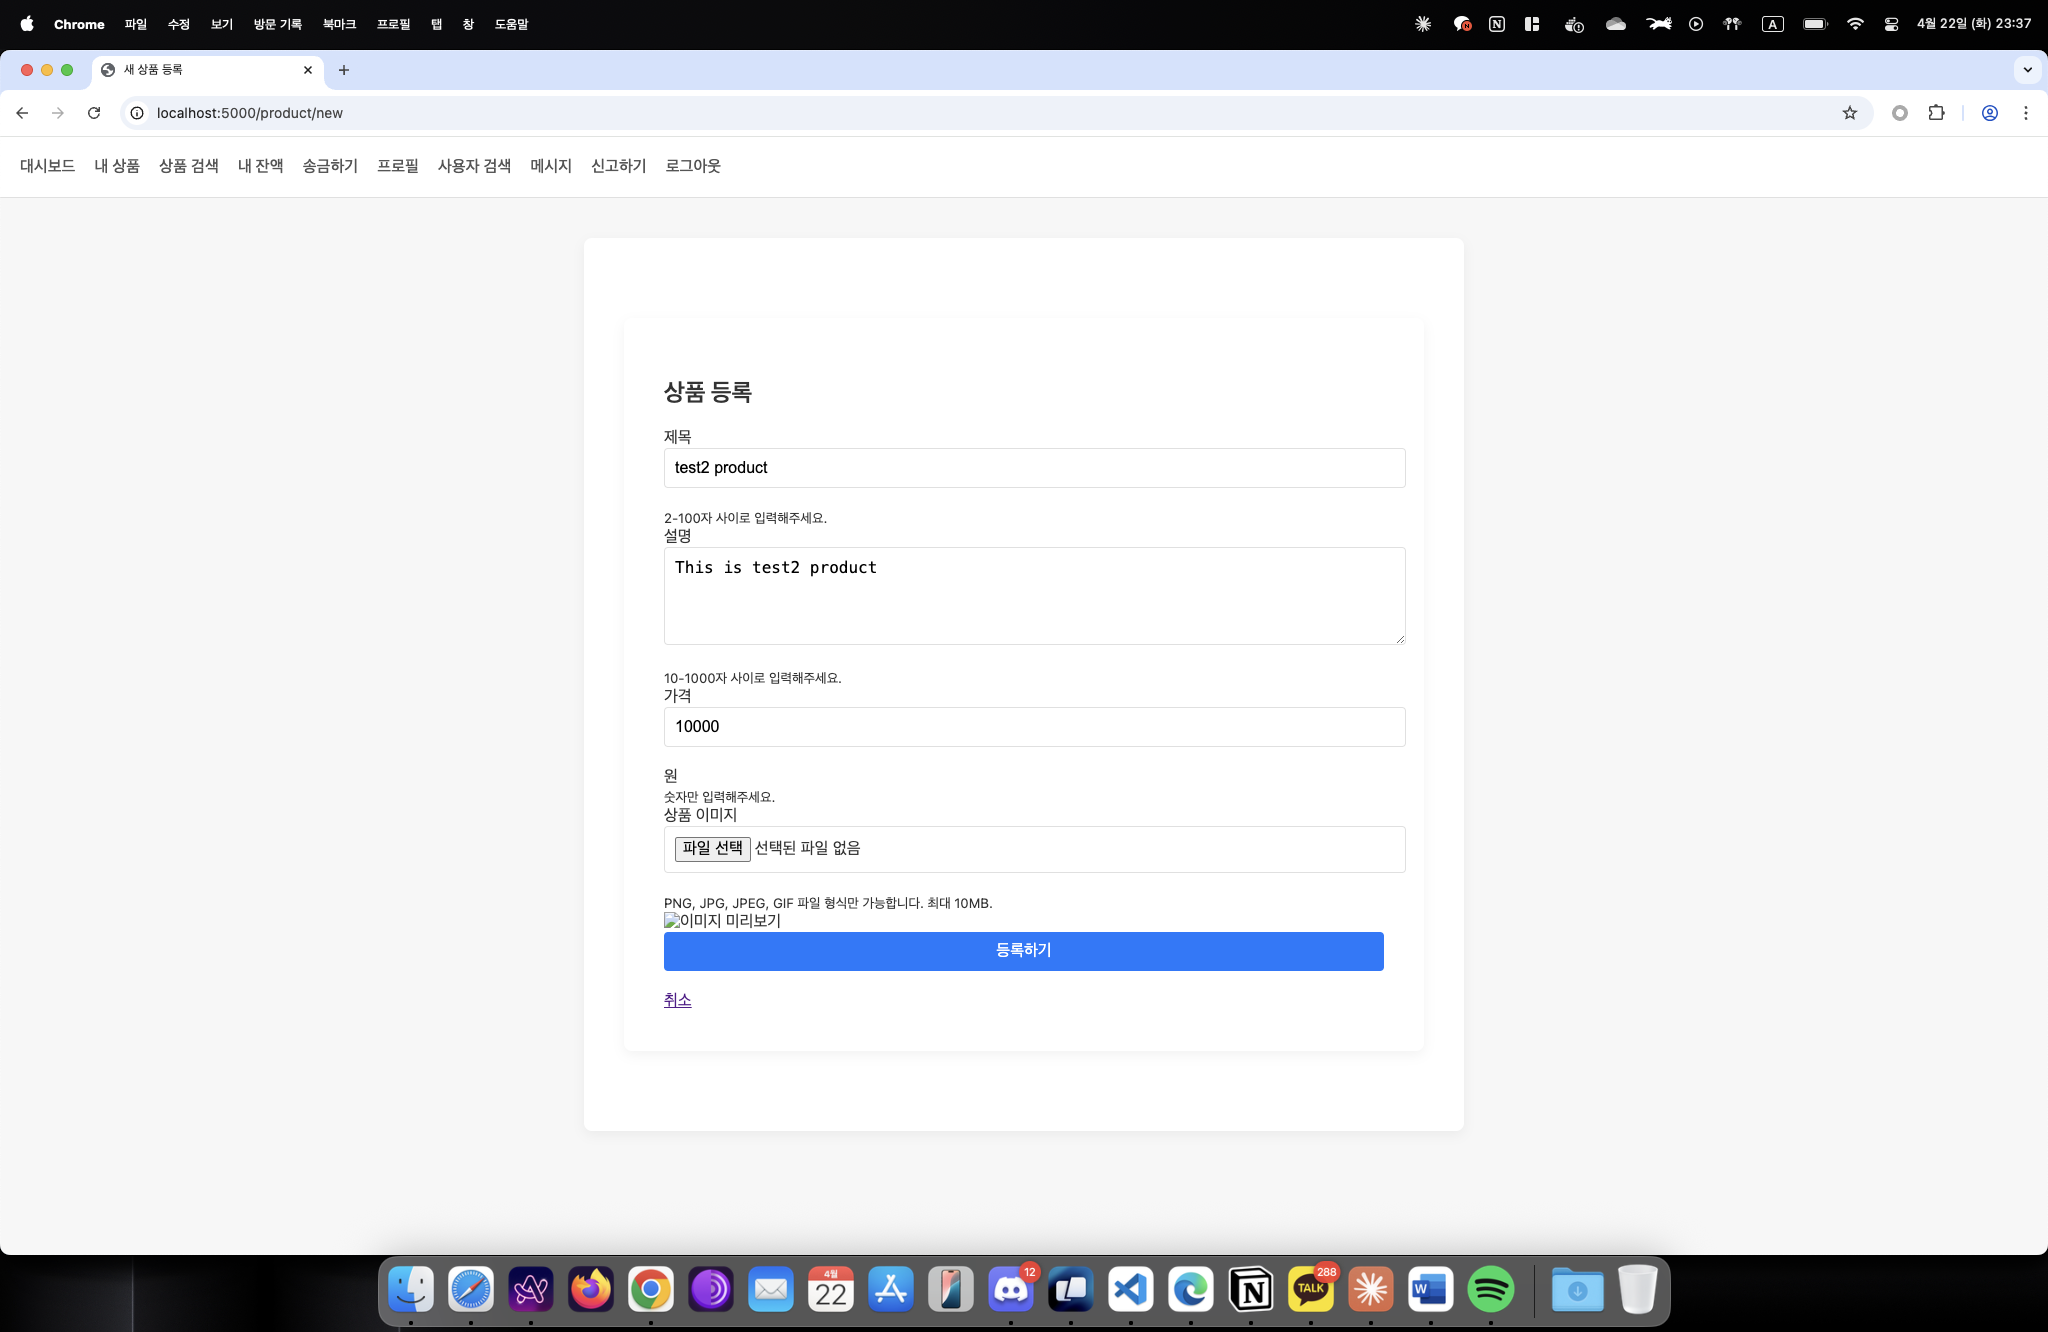 Chrome 파일 수정 보기 방문 기록 북마크 프로필 탭 창 도움말 A 4월 22일 (화) 23:37
새 상품 등록
localhost:5000/product/new
대시보드 내 상품 상품 검색 내 잔액 송금하기 프로필 사용자 검색 메시지 신고하기 로그아웃
상품 등록
제목
test2 product
2-100자 사이로 입력해주세요.
설명
This is test2 product
10-1000자 사이로 입력해주세요.
가격
10000
원
숫자만 입력해주세요.
상품 이미지
파일 선택 선택된 파일 없음
PNG, JPG, JPEG, GIF 파일 형식만 가능합니다. 최대 10MB.
이미지 미리보기
등록하기
취소
4월
22
12
N
TALK
288
W